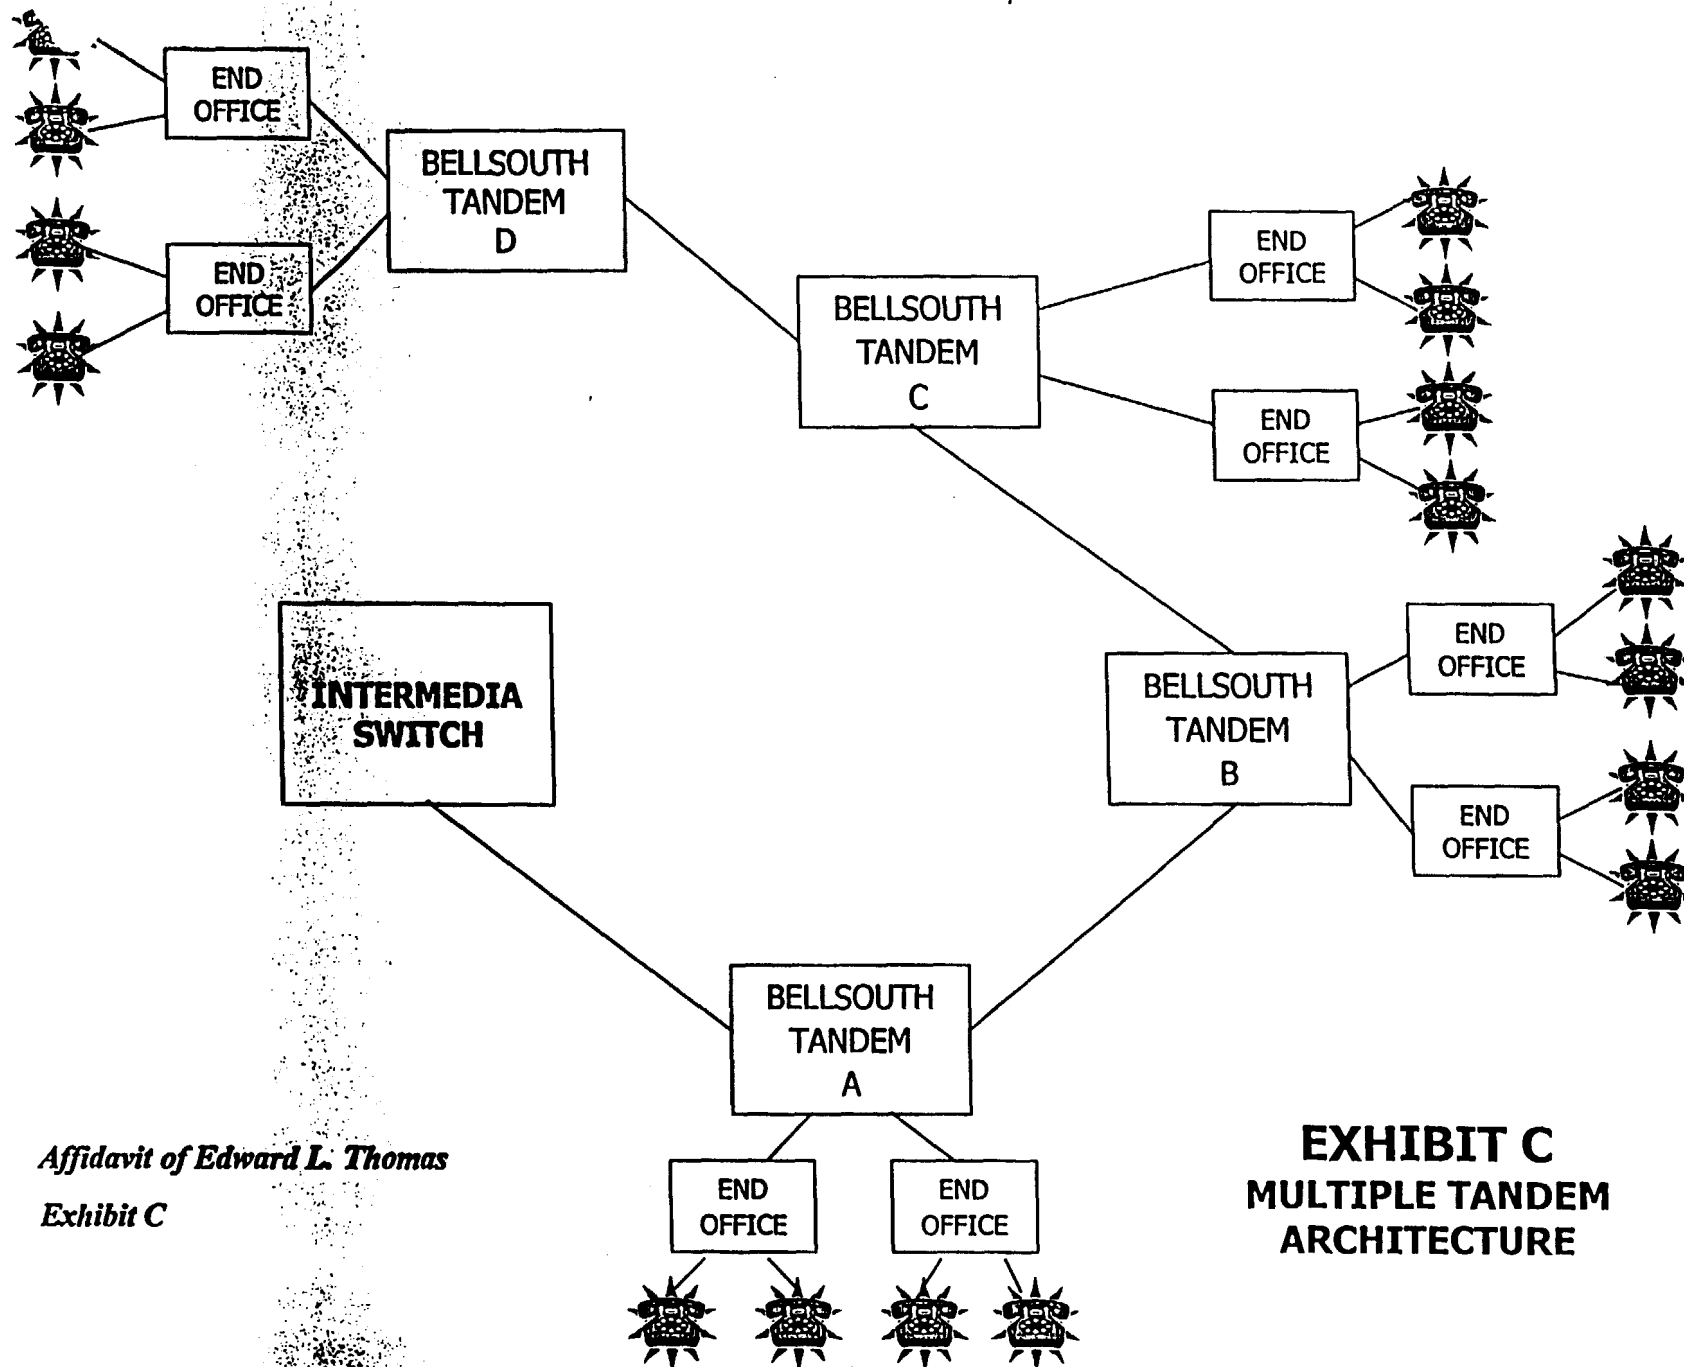 END
OFFICE
BELLSOUTH
TANDEM
D
END
OFFICE
END
OFFICE
BELLSOUTH
TANDEM
C
END
OFFICE
INTERMEDIA
SWITCH
END
OFFICE
BELLSOUTH
TANDEM
B
END
OFFICE
BELLSOUTH
TANDEM
A
END
OFFICE
END
OFFICE
Affidavit of Edward L. Thomas
Exhibit C
EXHIBIT C
MULTIPLE TANDEM
ARCHITECTURE